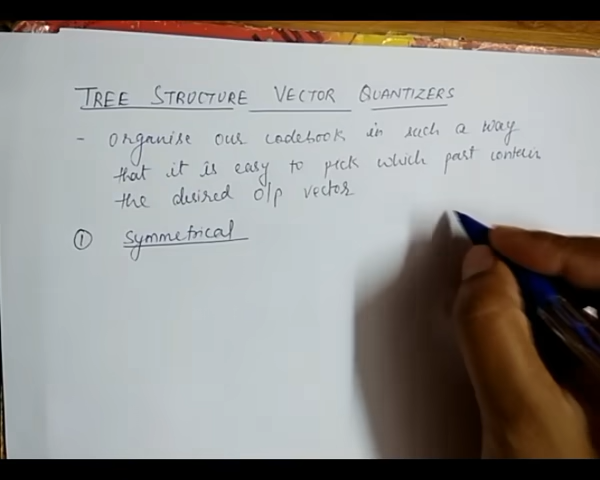 TREE STRUCTURE VECTOR QUANTIZERS
- Organise our codebook in such a way
that it is easy to pick which part contain
the desired o/p vector
① Symmetrical